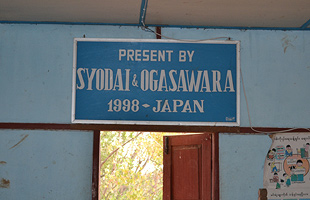 PRESENT BY
SYODAI & OGASAWARA
1998 - JAPAN